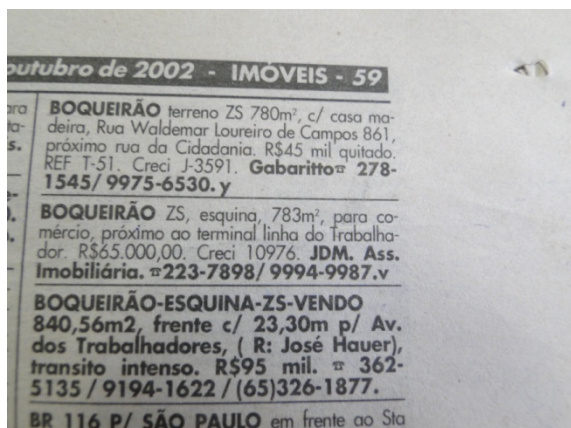 outubro de 2002 - IMÓVEIS - 59
BOQUEIRÃO terreno ZS 780m², c/ casa ma-
deira, Rua Waldemar Loureiro de Campos 861,
próximo rua da Cidadania. R$45 mil quitado.
REF T-51. Creci J-3591. Gabaritto☎ 278-
1545/ 9975-6530. y
BOQUEIRÃO ZS, esquina, 783m², para co-
mércio, próximo ao terminal linha do Trabalha-
dor. R$65.000,00. Creci 10976. JDM. Ass.
Imobiliária. ☎223-7898/ 9994-9987.v
BOQUEIRÃO-ESQUINA-ZS-VENDO
840,56m2, frente c/ 23,30m p/ Av.
dos Trabalhadores, ( R: José Hauer),
transito intenso. R$95 mil. ☎ 362-
5135 / 9194-1622 / (65)326-1877.
BR 116 P/ SÃO PAULO em frente ao Sta